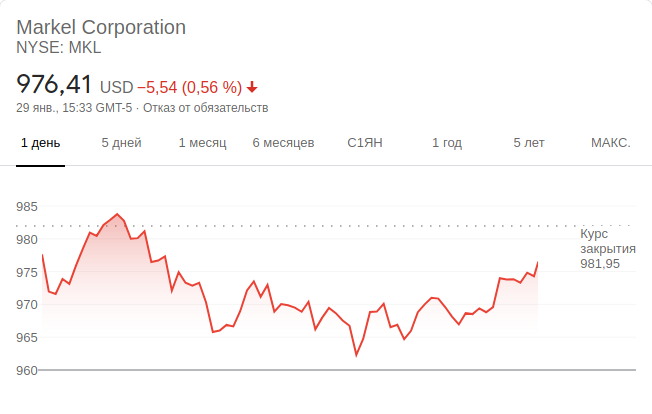 Markel Corporation
NYSE: MKL
976,41 USD −5,54 (0,56 %)
29 янв., 15:33 GMT-5 · Отказ от обязательств
1 день 5 дней 1 месяц 6 месяцев С1ЯН 1 год 5 лет МАКС.
985
980
975
970
965
960
Курс
закрытия
981,95